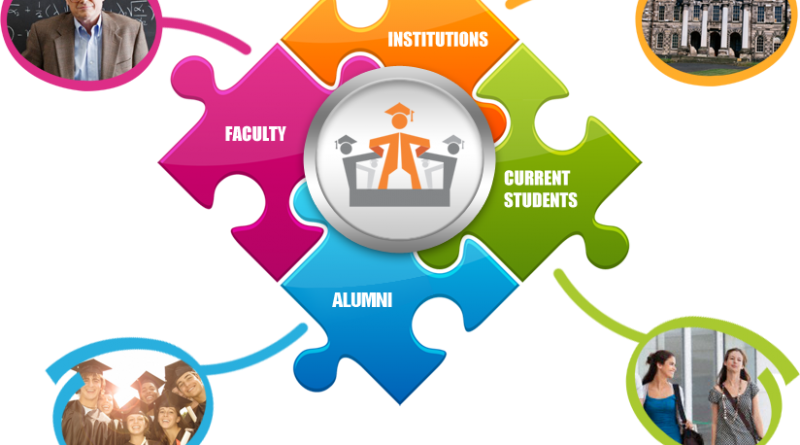 INSTITUTIONS
FACULTY
CURRENT
STUDENTS
ALUMNI